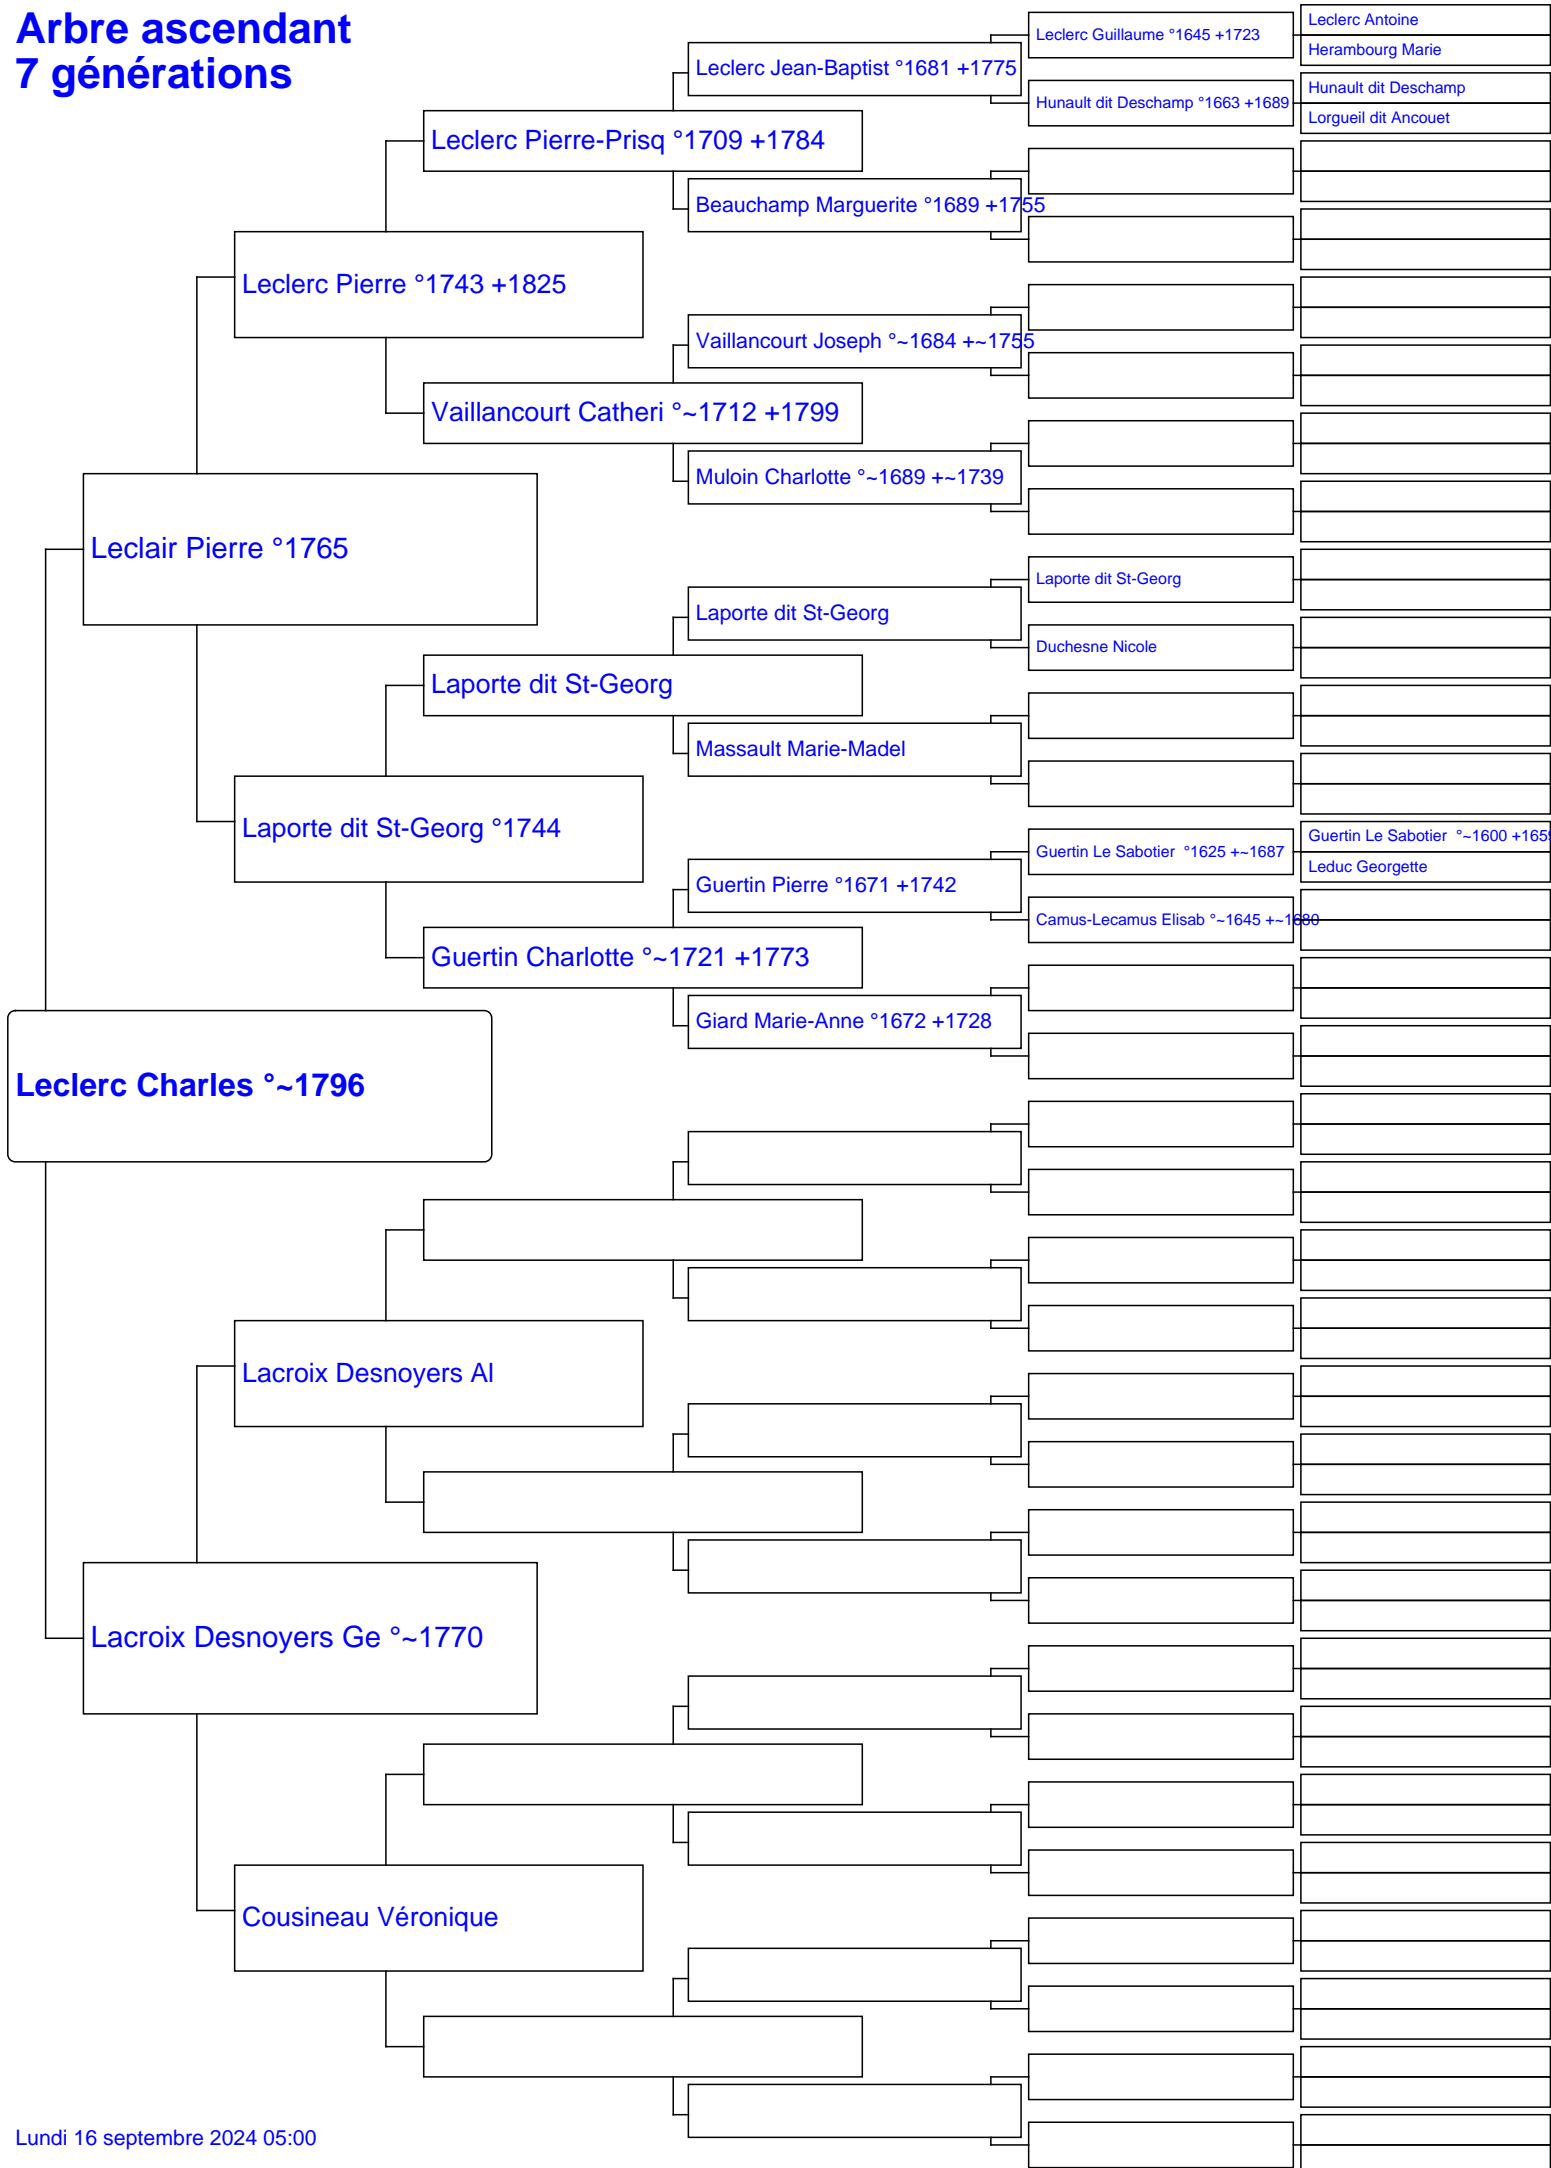 Arbre ascendant
7 générations
Leclerc Antoine
Leclerc Guillaume °1645 +1723
Herambourg Marie
Leclerc Jean-Baptist °1681 +1775
Hunault dit Deschamp
Hunault dit Deschamp °1663 +1689
Lorgueil dit Ancouet
Leclerc Pierre-Prisq °1709 +1784
Beauchamp Marguerite °1689 +1755
Leclerc Pierre °1743 +1825
Vaillancourt Joseph °~1684 +~1755
Vaillancourt Catheri °~1712 +1799
Muloin Charlotte °~1689 +~1739
Leclair Pierre °1765
Laporte dit St-Georg
Laporte dit St-Georg
Duchesne Nicole
Laporte dit St-Georg
Massault Marie-Madel
Laporte dit St-Georg °1744
Guertin Le Sabotier °~1600 +165
Guertin Le Sabotier °1625 +~1687
Leduc Georgette
Guertin Pierre °1671 +1742
Camus-Lecamus Elisab °~1645 +~1680
Guertin Charlotte °~1721 +1773
Giard Marie-Anne °1672 +1728
Leclerc Charles °~1796
Lacroix Desnoyers Al
Lacroix Desnoyers Ge °~1770
Cousineau Véronique
Lundi 16 septembre 2024 05:00